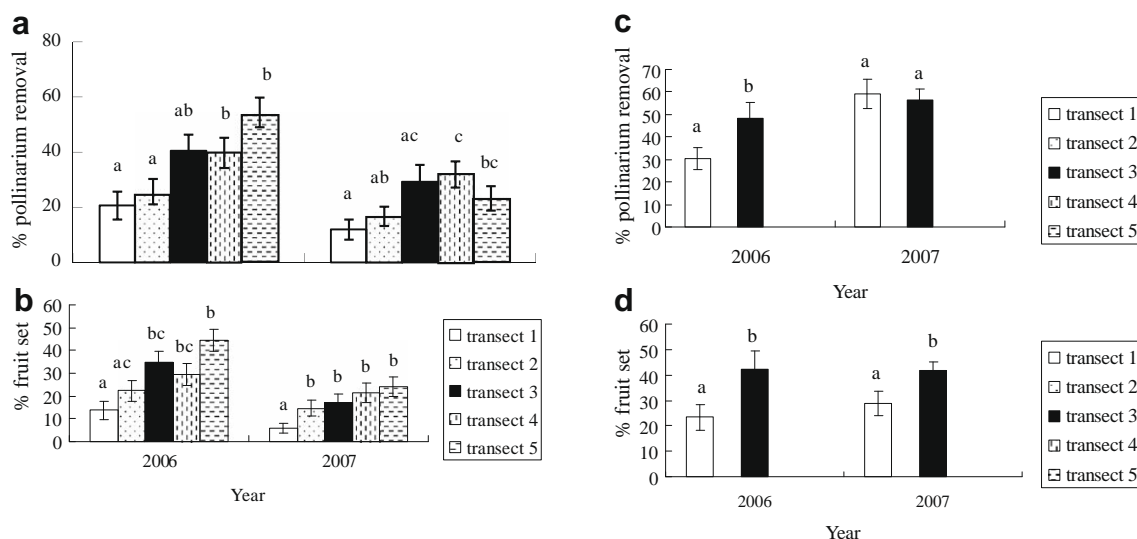 a
% pollinarium removal
80
60
40
20
0
a a ab b b
a ab ac c bc
b
% fruit set
60
50
40
30
20
10
0
a ac bc bc b
a b b b b
2006 2007
Year
transect 1
transect 2
transect 3
transect 4
transect 5
c
% pollinarium removal
70
60
50
40
30
20
10
0
a b a a
2006 2007
Year
transect 1
transect 2
transect 3
transect 4
transect 5
d
% fruit set
60
50
40
30
20
10
0
a b a b
2006 2007
Year
transect 1
transect 2
transect 3
transect 4
transect 5